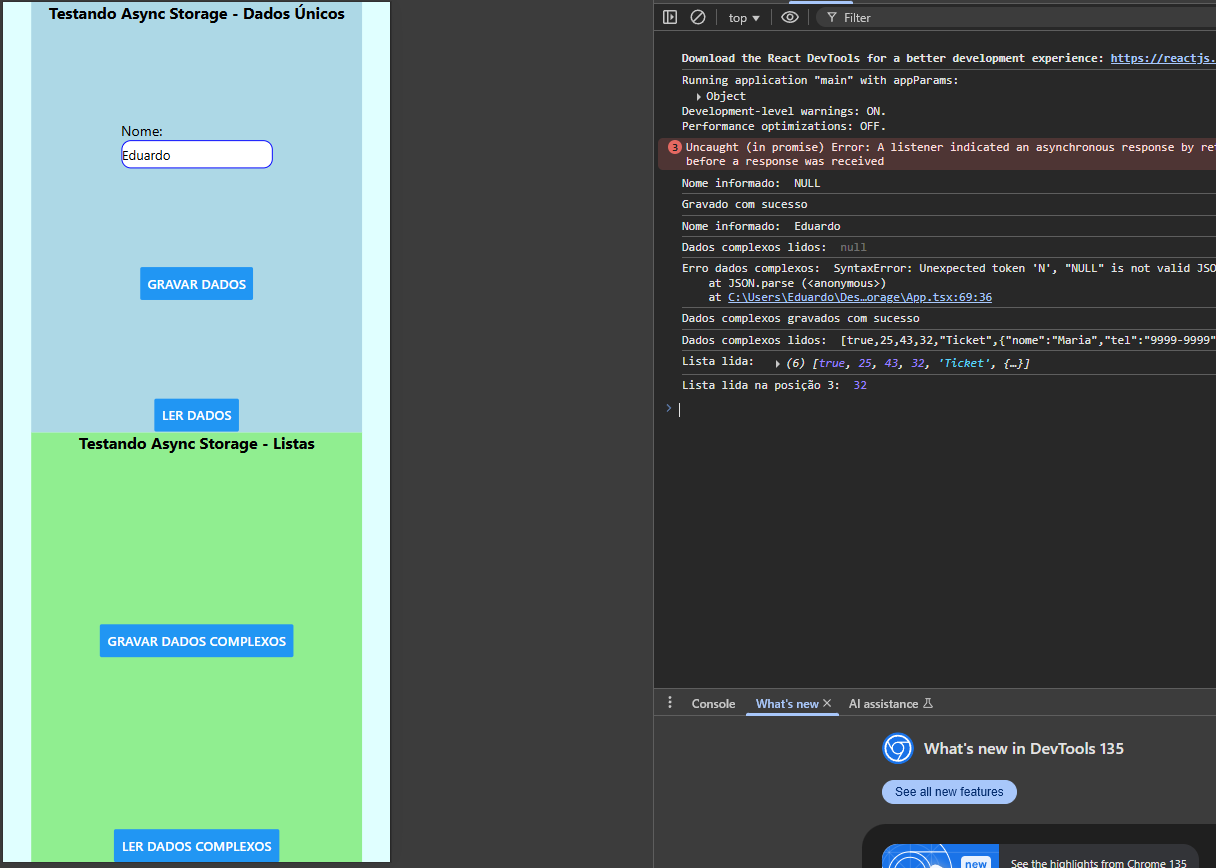 Testando Async Storage - Dados Únicos
Nome:
Eduardo
GRAVAR DADOS
LER DADOS
Testando Async Storage - Listas
GRAVAR DADOS COMPLEXOS
LER DADOS COMPLEXOS
top
Filter
Download the React DevTools for a better development experience: https://reactjs.
Running application "main" with appParams:
Object
Development-level warnings: ON.
Performance optimizations: OFF.
3 Uncaught (in promise) Error: A listener indicated an asynchronous response by re
before a response was received
Nome informado:  NULL
Gravado com sucesso
Nome informado:  Eduardo
Dados complexos lidos:  null
Erro dados complexos:  SyntaxError: Unexpected token 'N', "NULL" is not valid JSO
at JSON.parse (<anonymous>)
at C:\Users\Eduardo\Des…orage\App.tsx:69:36
Dados complexos gravados com sucesso
Dados complexos lidos:  [true,25,43,32,"Ticket",{"nome":"Maria","tel":"9999-9999"
Lista lida:  (6) [true, 25, 43, 32, 'Ticket', {…}]
Lista lida na posição 3:  32
Console
What's new
AI assistance
What's new in DevTools 135
See all new features
new
See the highlights from Chrome 135